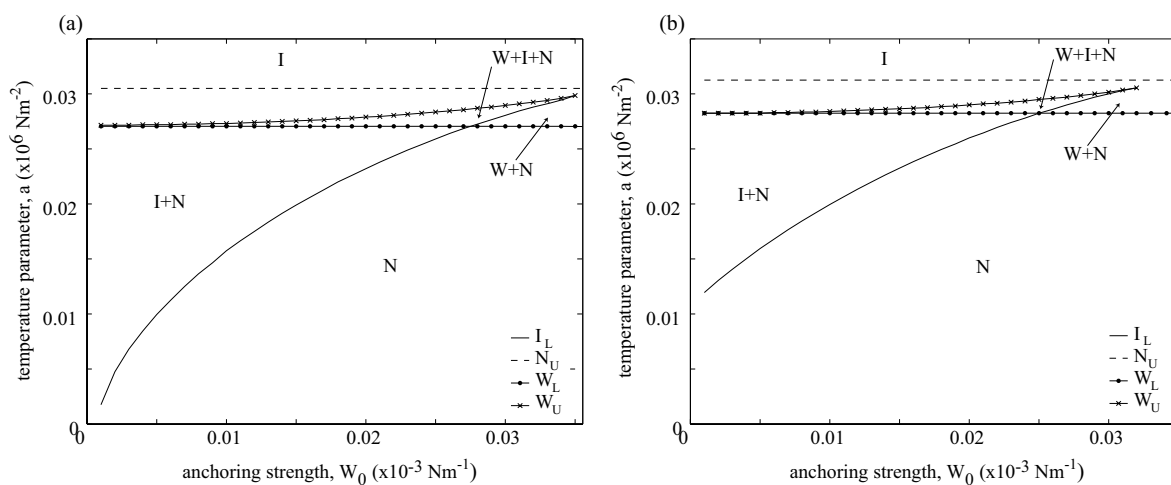 (a)
I
W+I+N
W+N
I+N
N
I_L
N_U
W_L
W_U
0.03
0.02
0.01
0
0
0.01
0.02
0.03
temperature parameter, a (x10^6 Nm^-2)
anchoring strength, W_0 (x10^-3 Nm^-1)
(b)
I
W+I+N
W+N
I+N
N
I_L
N_U
W_L
W_U
0.03
0.02
0.01
0
0
0.01
0.02
0.03
temperature parameter, a (x10^6 Nm^-2)
anchoring strength, W_0 (x10^-3 Nm^-1)